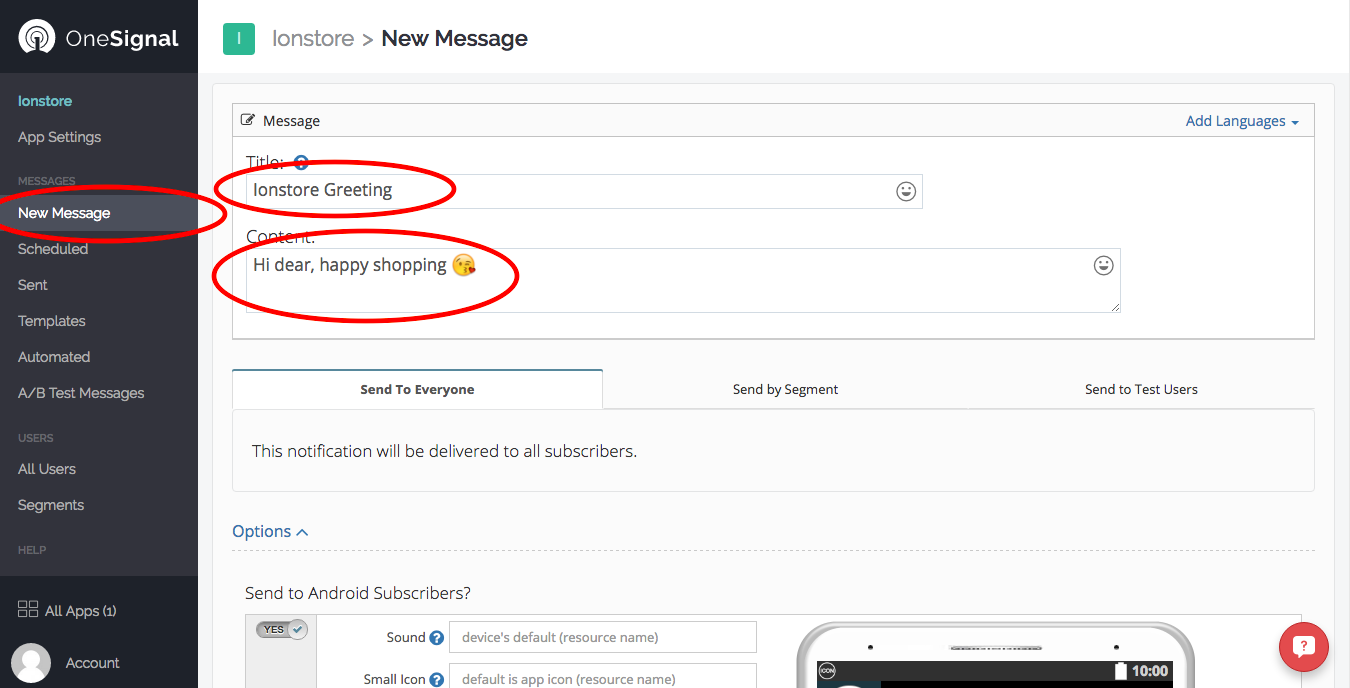 OneSignal
I
Ionstore > New Message
Ionstore
App Settings
MESSAGES
New Message
Scheduled
Sent
Templates
Automated
A/B Test Messages
USERS
All Users
Segments
HELP
All Apps (1)
Account
Message
Add Languages
Title: ?
Ionstore Greeting
Content:
Hi dear, happy shopping 😘
Send To Everyone
Send by Segment
Send to Test Users
This notification will be delivered to all subscribers.
Options
Send to Android Subscribers?
YES
Sound ? device's default (resource name)
Small Icon ? default is app icon (resource name)
ICON
10:00
?